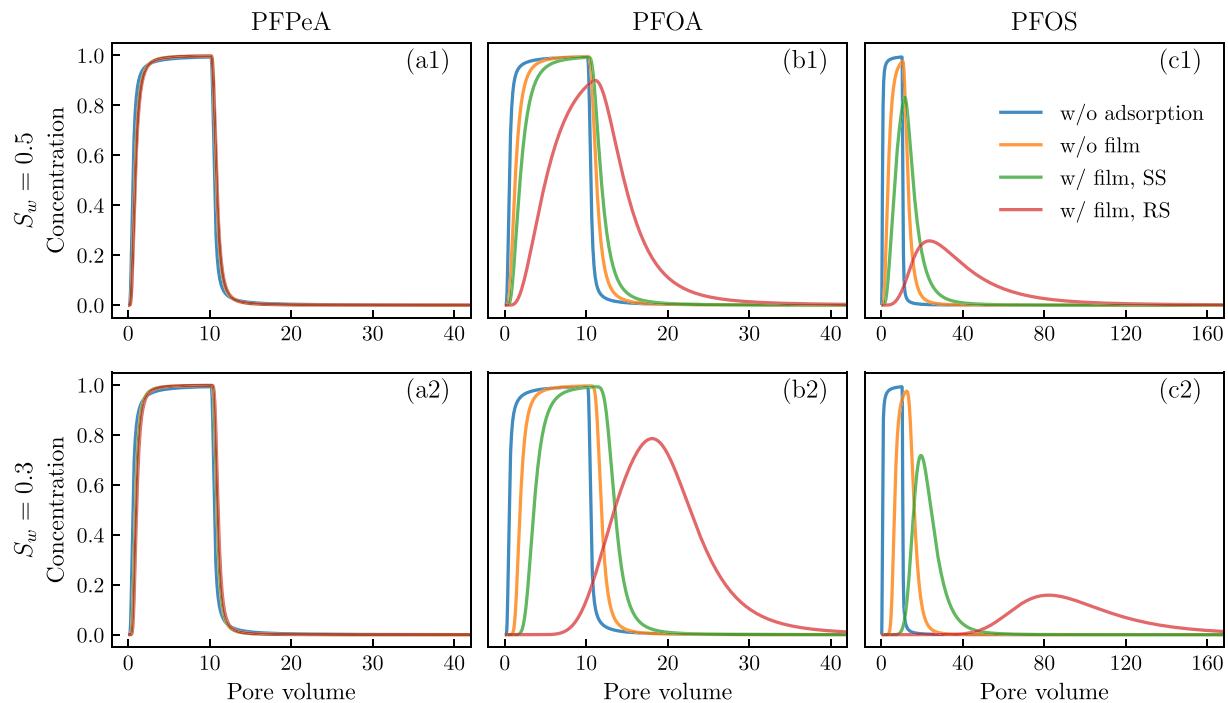 PFPeA
PFOA
PFOS
S_w = 0.5
Concentration
1.0
0.8
0.6
0.4
0.2
0.0
(a1)
0 10 20 30 40
(b1)
0 10 20 30 40
(c1)
w/o adsorption
w/o film
w/ film, SS
w/ film, RS
0 40 80 120 160
S_w = 0.3
Concentration
1.0
0.8
0.6
0.4
0.2
0.0
(a2)
0 10 20 30 40
Pore volume
(b2)
0 10 20 30 40
Pore volume
(c2)
0 40 80 120 160
Pore volume